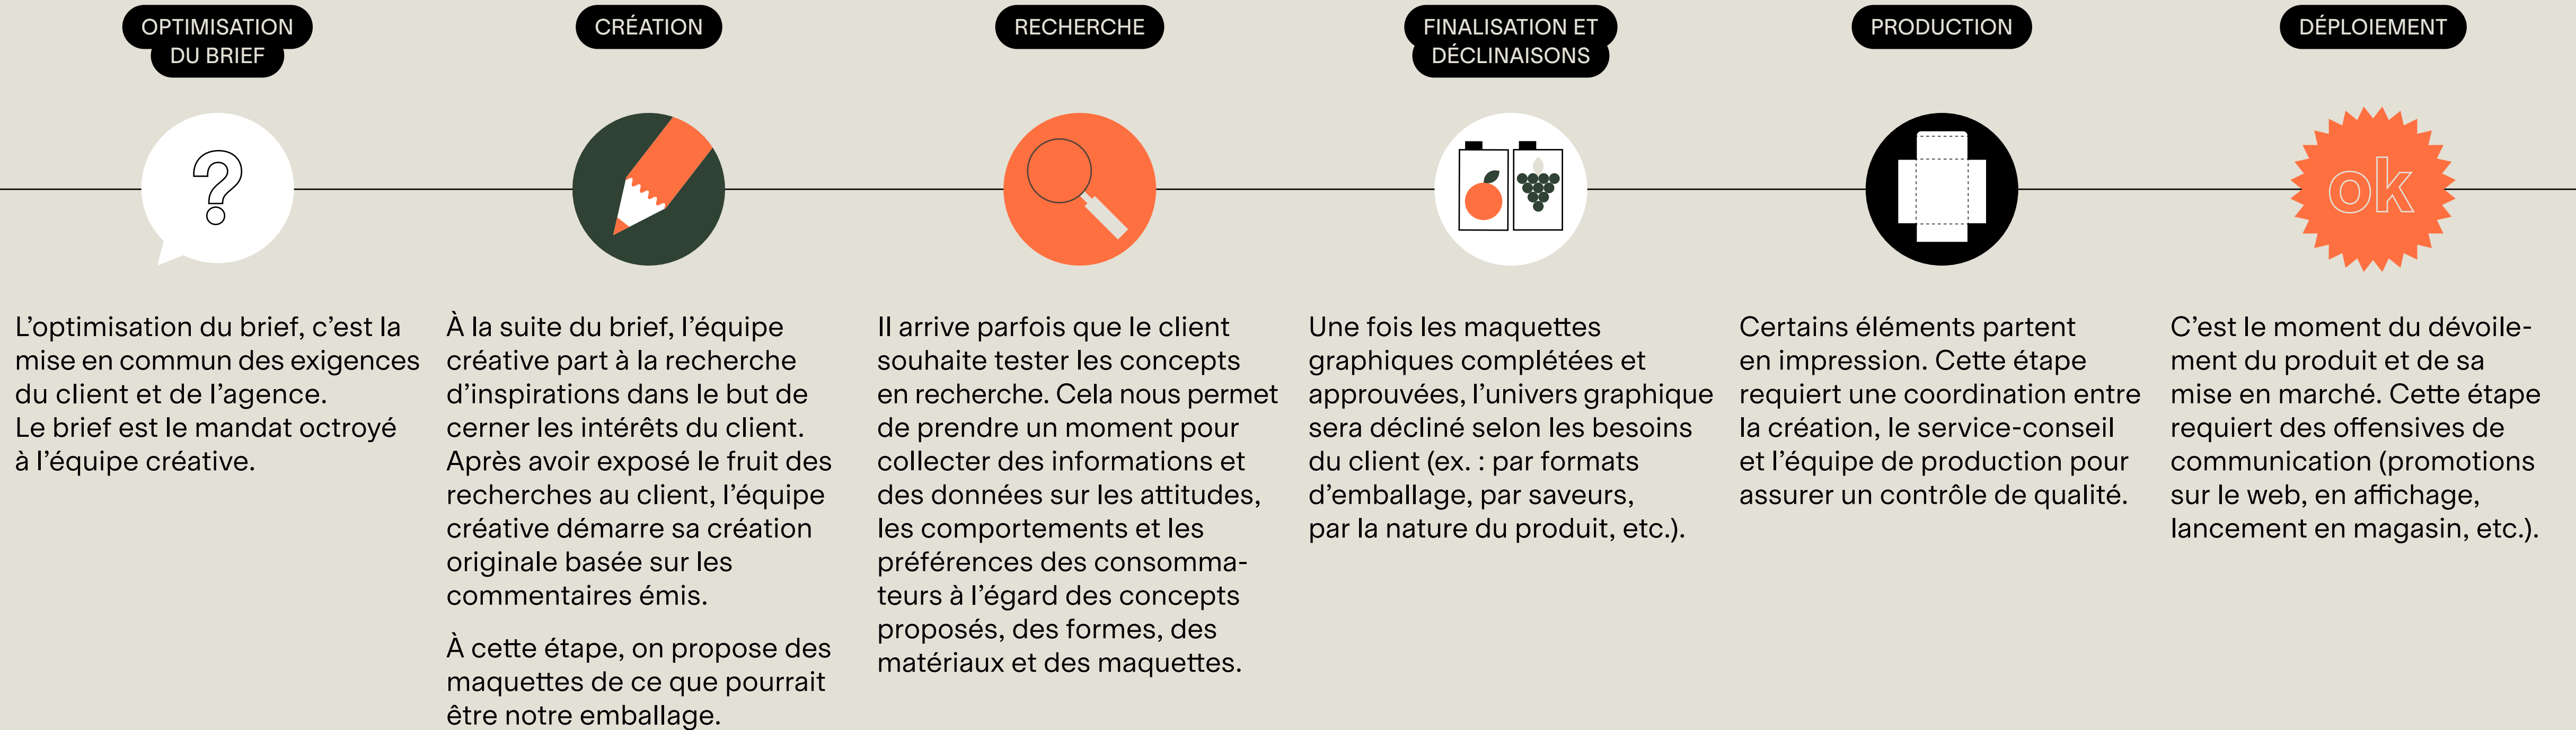 OPTIMISATION
DU BRIEF
CRÉATION
RECHERCHE
FINALISATION ET
DÉCLINAISONS
PRODUCTION
DÉPLOIEMENT
?
ok
L’optimisation du brief, c’est la
mise en commun des exigences
du client et de l’agence.
Le brief est le mandat octroyé
à l’équipe créative.
À la suite du brief, l’équipe
créative part à la recherche
d’inspirations dans le but de
cerner les intérêts du client.
Après avoir exposé le fruit des
recherches au client, l’équipe
créative démarre sa création
originale basée sur les
commentaires émis.
À cette étape, on propose des
maquettes de ce que pourrait
être notre emballage.
Il arrive parfois que le client
souhaite tester les concepts
en recherche. Cela nous permet
de prendre un moment pour
collecter des informations et
des données sur les attitudes,
les comportements et les
préférences des consomma-
teurs à l’égard des concepts
proposés, des formes, des
matériaux et des maquettes.
Une fois les maquettes
graphiques complétées et
approuvées, l’univers graphique
sera décliné selon les besoins
du client (ex. : par formats
d’emballage, par saveurs,
par la nature du produit, etc.).
Certains éléments partent
en impression. Cette étape
requiert une coordination entre
la création, le service-conseil
et l’équipe de production pour
assurer un contrôle de qualité.
C’est le moment du dévoile-
ment du produit et de sa
mise en marché. Cette étape
requiert des offensives de
communication (promotions
sur le web, en affichage,
lancement en magasin, etc.).